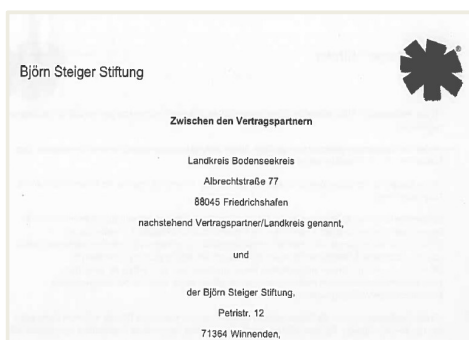 Björn Steiger Stiftung
®
Zwischen den Vertragspartnern
Landkreis Bodenseekreis
Albrechtstraße 77
88045 Friedrichshafen
nachstehend Vertragspartner/Landkreis genannt,
und
der Björn Steiger Stiftung,
Petristr. 12
71364 Winnenden,